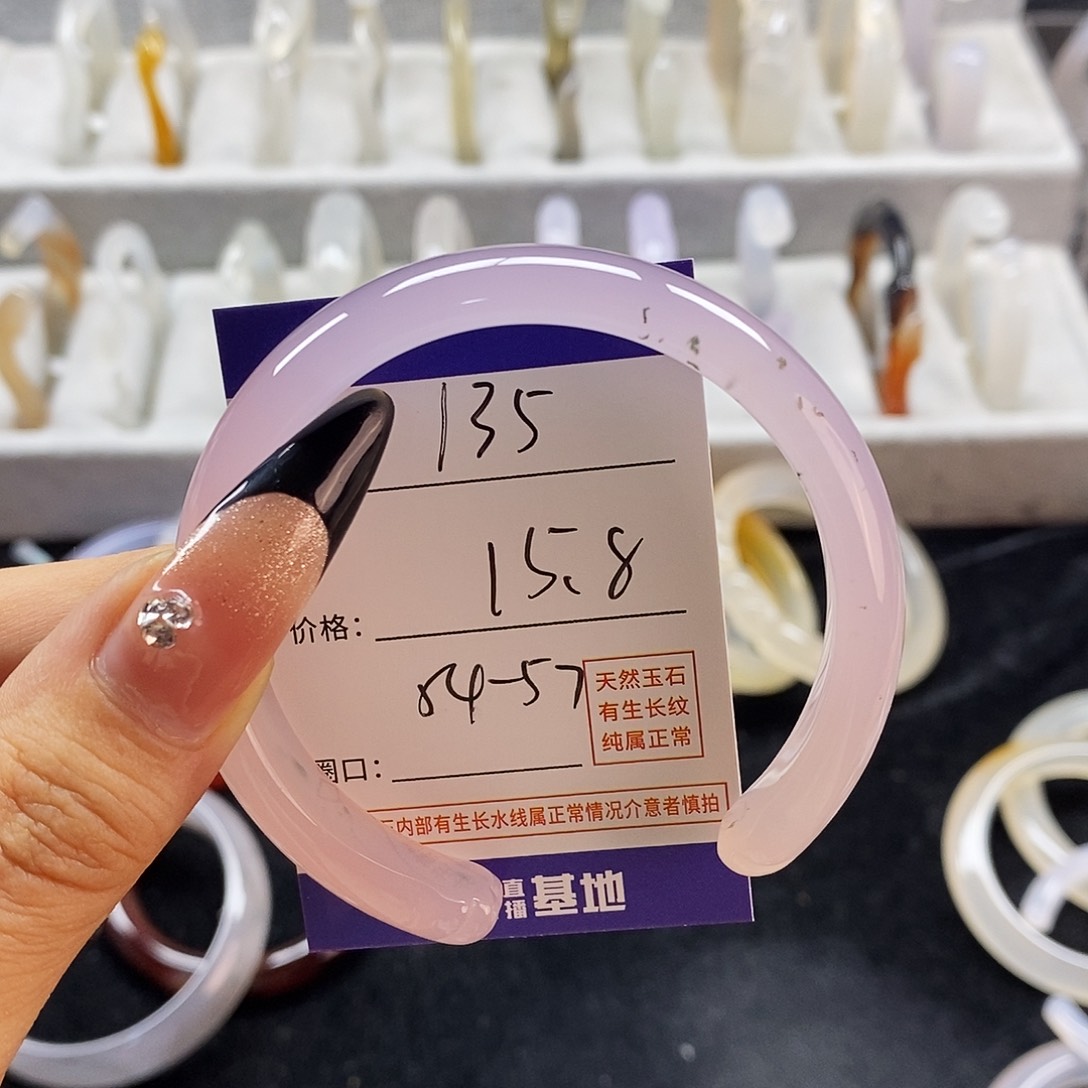 135
价格：
15.8
54-57
天然玉石
有生长纹
纯属正常
圈口：
内部有生长水线属正常情况介意者慎拍
直播
基地